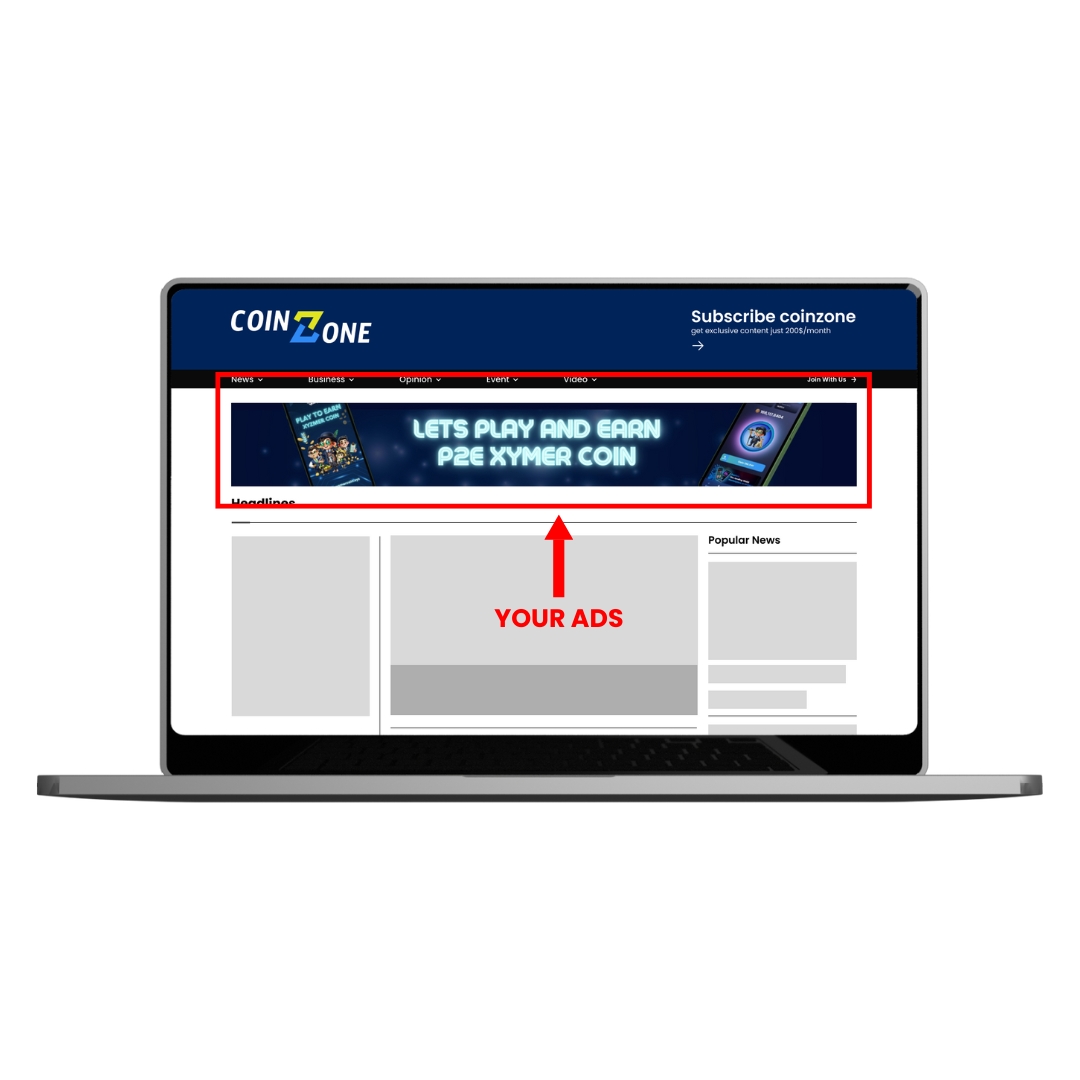 COIN ZONE
Subscribe coinzone
get exclusive content just 200$/month
News
Business
Opinion
Event
Video
Join With Us
PLAY TO EARN
XYZMER COIN
LETS PLAY AND EARN
P2E XYMER COIN
Headlines
Popular News
YOUR ADS